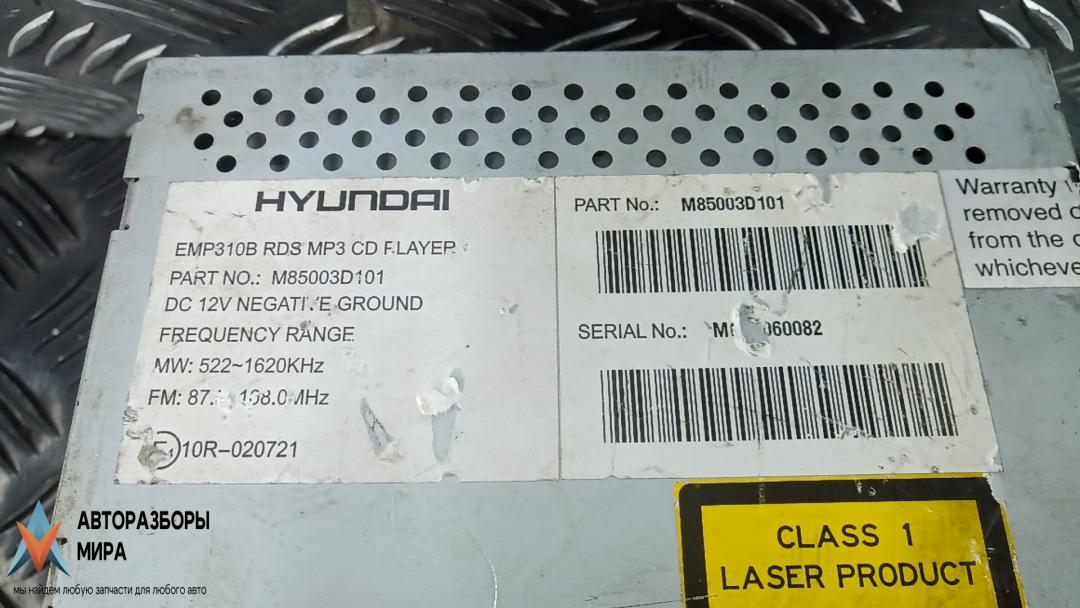 HYUNDAI
EMP310B RDS MP3 CD PLAYER
PART NO.: M85003D101
DC 12V NEGATIVE GROUND
FREQUENCY RANGE
MW: 522~1620KHz
FM: 108.0 MHz
10R-020721
PART No.: M85003D101
SERIAL No.:
Warranty
removed
from the
CLASS 1
LASER PRODUCT
АВТОРАЗБОРЫ
МИРА
мы найдем любую запчасти для любого авто